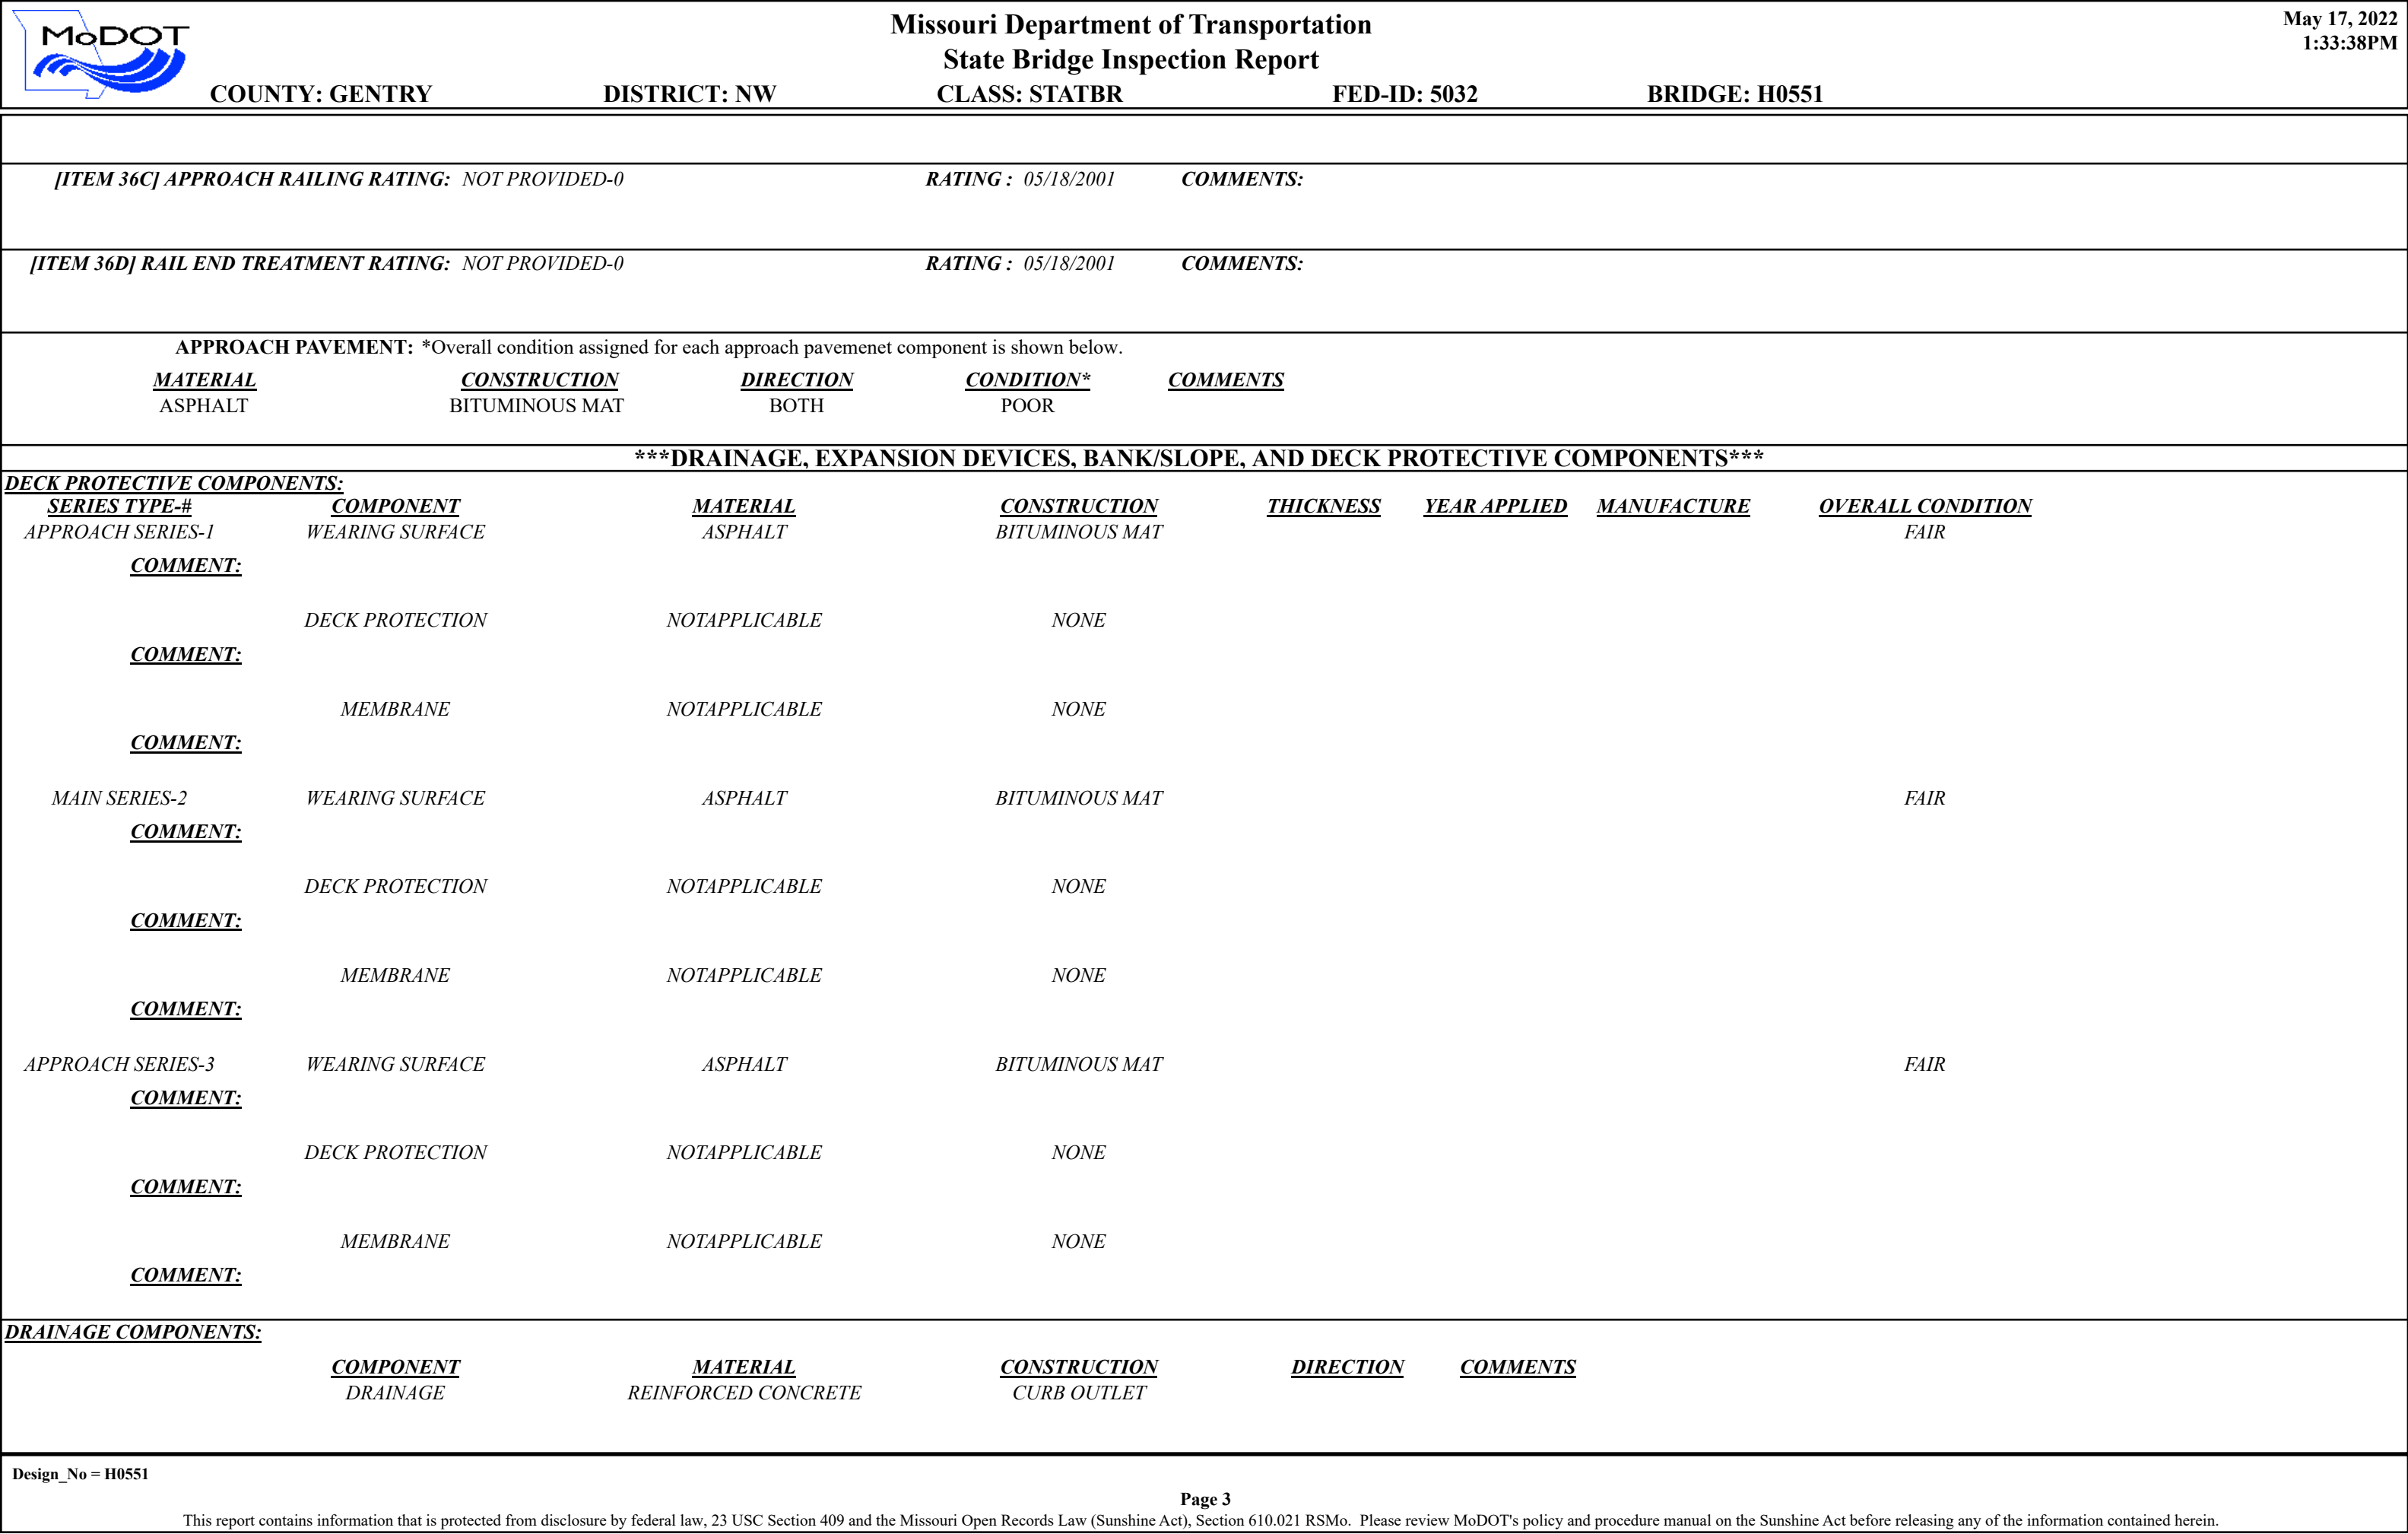 MoDOT
Missouri Department of Transportation
State Bridge Inspection Report
May 17, 2022
1:33:38PM
COUNTY: GENTRY DISTRICT: NW CLASS: STATBR FED-ID: 5032 BRIDGE: H0551
[ITEM 36C] APPROACH RAILING RATING: NOT PROVIDED-0 RATING : 05/18/2001 COMMENTS:
[ITEM 36D] RAIL END TREATMENT RATING: NOT PROVIDED-0 RATING : 05/18/2001 COMMENTS:
APPROACH PAVEMENT: *Overall condition assigned for each approach pavemenet component is shown below.
MATERIAL CONSTRUCTION DIRECTION CONDITION* COMMENTS
ASPHALT BITUMINOUS MAT BOTH POOR
***DRAINAGE, EXPANSION DEVICES, BANK/SLOPE, AND DECK PROTECTIVE COMPONENTS***
DECK PROTECTIVE COMPONENTS:
SERIES TYPE-# COMPONENT MATERIAL CONSTRUCTION THICKNESS YEAR APPLIED MANUFACTURE OVERALL CONDITION
APPROACH SERIES-1 WEARING SURFACE ASPHALT BITUMINOUS MAT FAIR
COMMENT:
DECK PROTECTION NOTAPPLICABLE NONE
COMMENT:
MEMBRANE NOTAPPLICABLE NONE
COMMENT:
MAIN SERIES-2 WEARING SURFACE ASPHALT BITUMINOUS MAT FAIR
COMMENT:
DECK PROTECTION NOTAPPLICABLE NONE
COMMENT:
MEMBRANE NOTAPPLICABLE NONE
COMMENT:
APPROACH SERIES-3 WEARING SURFACE ASPHALT BITUMINOUS MAT FAIR
COMMENT:
DECK PROTECTION NOTAPPLICABLE NONE
COMMENT:
MEMBRANE NOTAPPLICABLE NONE
COMMENT:
DRAINAGE COMPONENTS:
COMPONENT MATERIAL CONSTRUCTION DIRECTION COMMENTS
DRAINAGE REINFORCED CONCRETE CURB OUTLET
Design_No = H0551
Page 3
This report contains information that is protected from disclosure by federal law, 23 USC Section 409 and the Missouri Open Records Law (Sunshine Act), Section 610.021 RSMo.  Please review MoDOT's policy and procedure manual on the Sunshine Act before releasing any of the information contained herein.